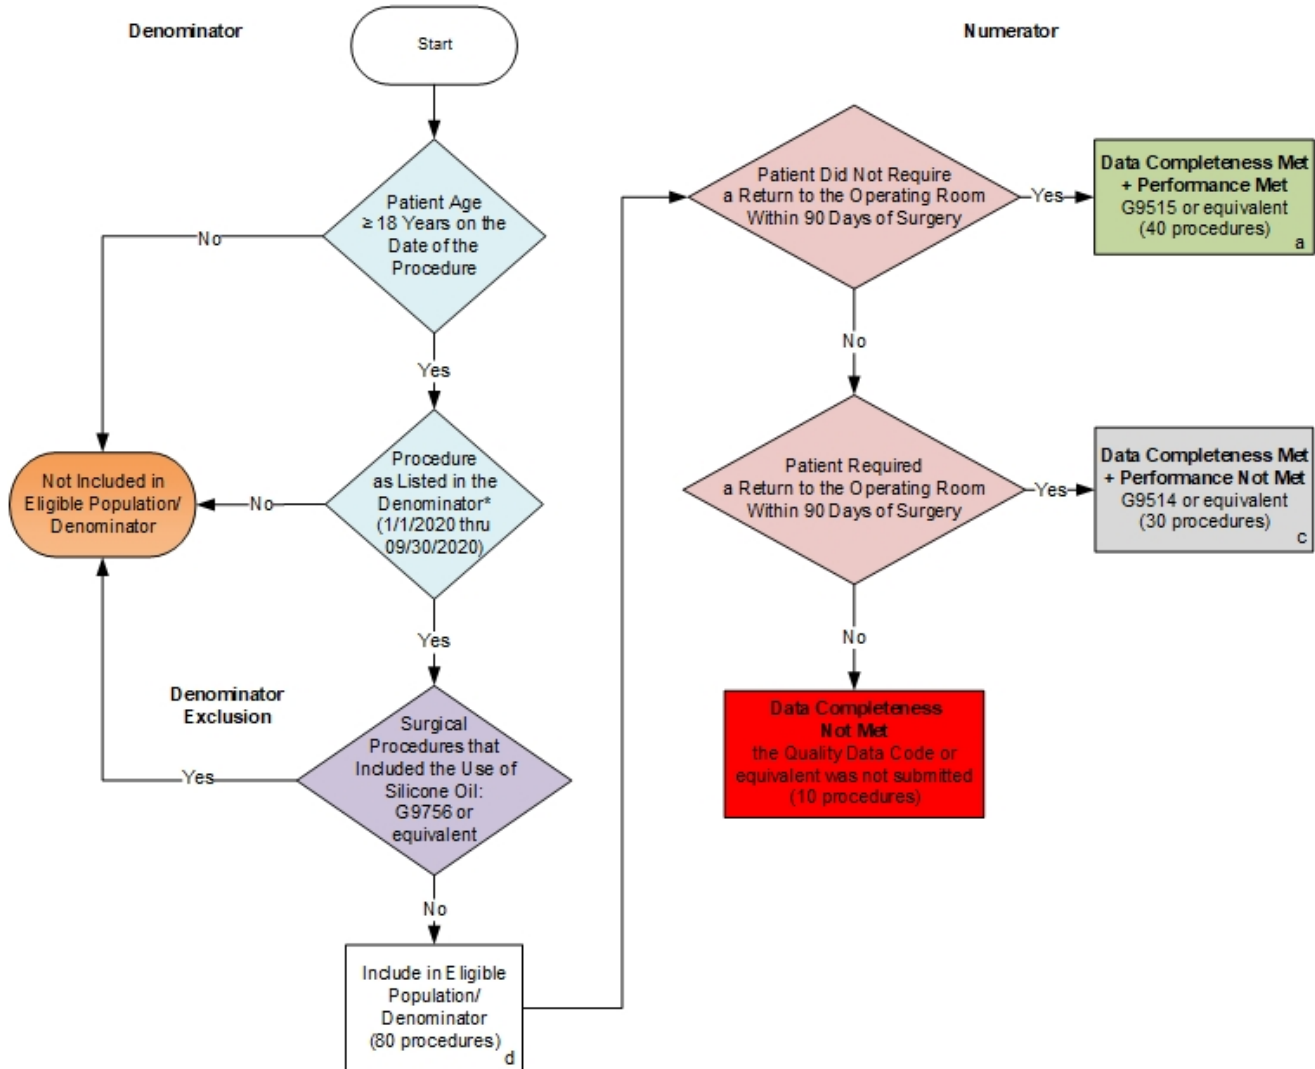 Denominator
Start
Numerator
Patient Age
≥ 18 Years on the
Date of the
Procedure
No
Yes
Procedure
as Listed in the
Denominator*
(1/1/2020 thru
09/30/2020)
No
Not Included in
Eligible Population/
Denominator
Yes
Denominator
Exclusion
Surgical
Procedures that
Included the Use of
Silicone Oil:
G9756 or
equivalent
Yes
No
Include in Eligible
Population/
Denominator
(80 procedures)
d
Patient Did Not Require
a Return to the Operating Room
Within 90 Days of Surgery
Yes
Data Completeness Met
+ Performance Met
G9515 or equivalent
(40 procedures)
a
No
Patient Required
a Return to the Operating Room
Within 90 Days of Surgery
Yes
Data Completeness Met
+ Performance Not Met
G9514 or equivalent
(30 procedures)
c
No
Data Completeness
Not Met
the Quality Data Code or
equivalent was not submitted
(10 procedures)